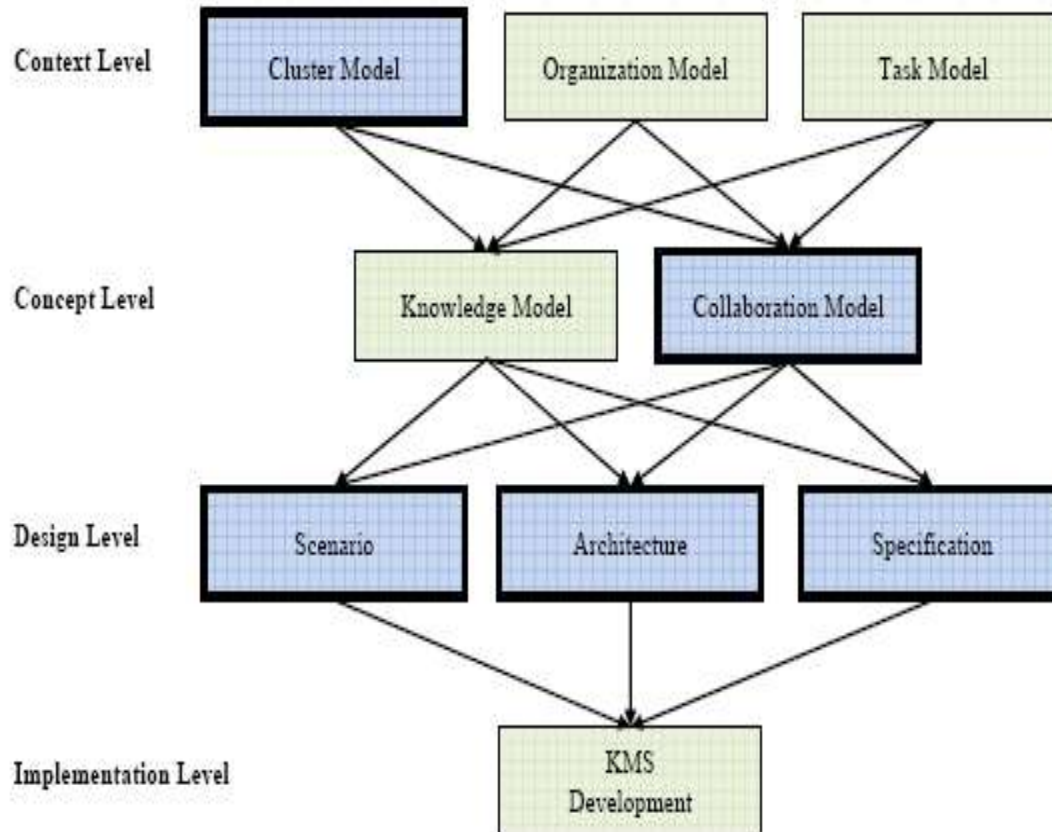 Context Level
Cluster Model
Organization Model
Task Model
Concept Level
Knowledge Model
Collaboration Model
Design Level
Scenario
Architecture
Specification
Implementation Level
KMS
Development